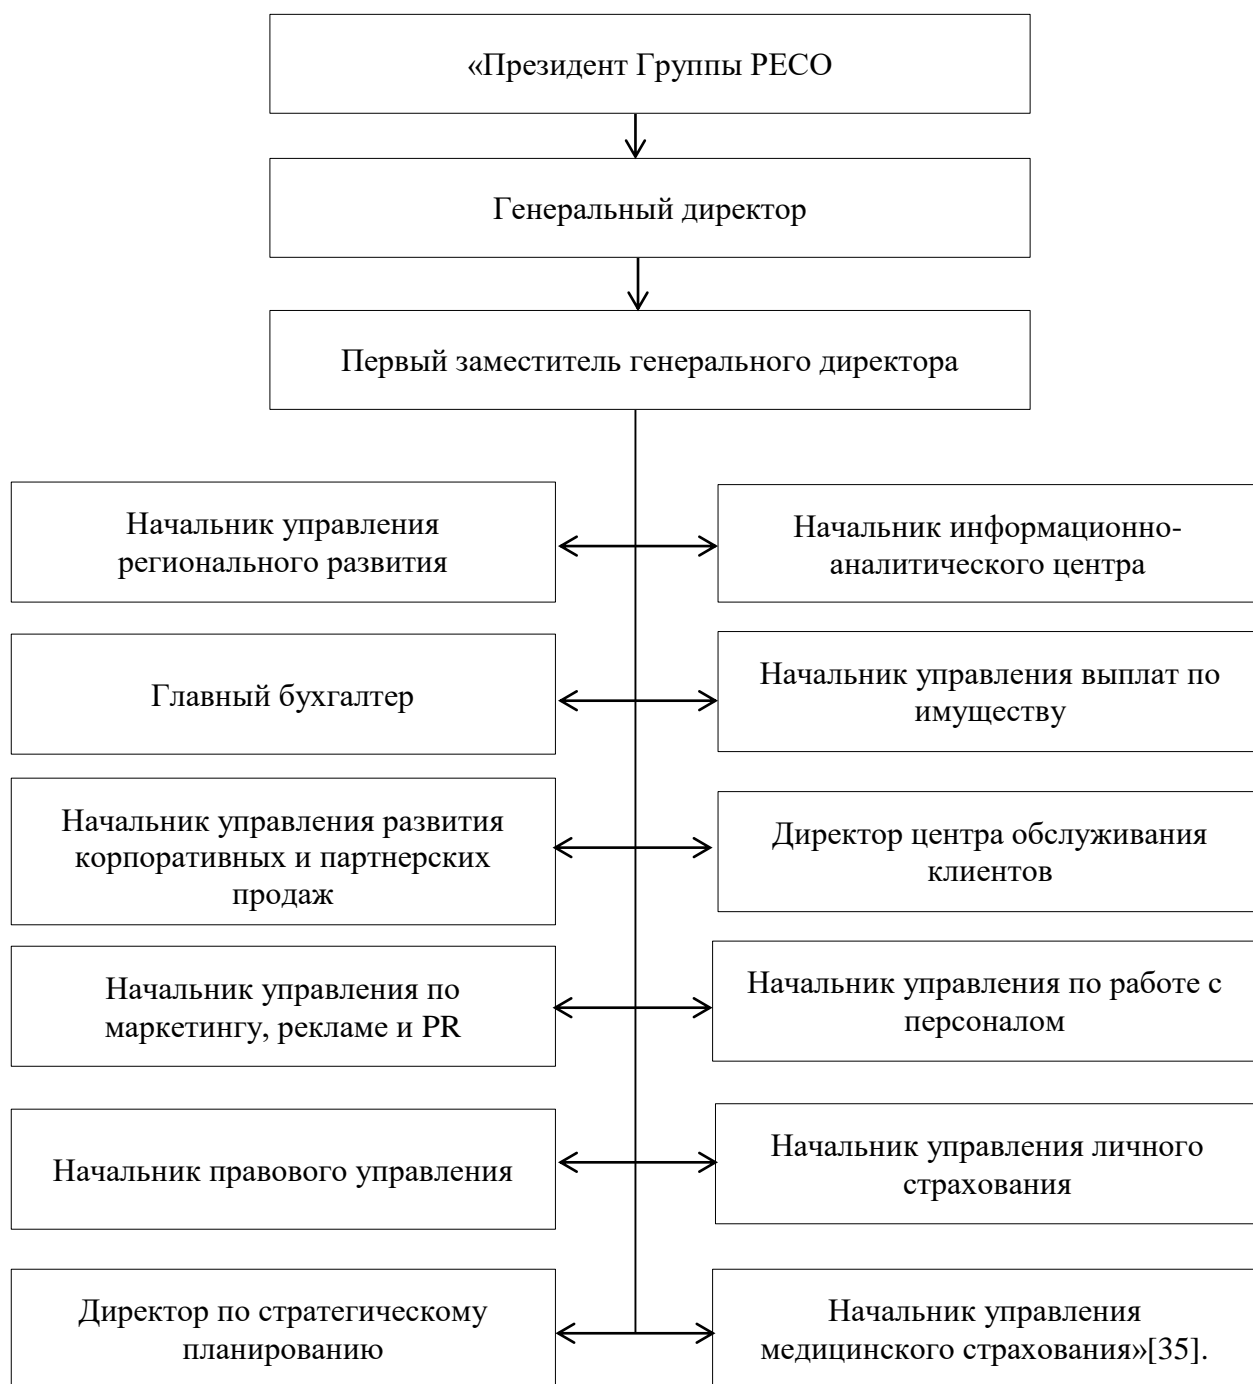 «Президент Группы РЕСО
Генеральный директор
Первый заместитель генерального директора
Начальник управления
регионального развития
Начальник информационно-
аналитического центра
Главный бухгалтер
Начальник управления выплат по
имуществу
Начальник управления развития
корпоративных и партнерских
продаж
Директор центра обслуживания
клиентов
Начальник управления по
маркетингу, рекламе и PR
Начальник управления по работе с
персоналом
Начальник правового управления
Начальник управления личного
страхования
Директор по стратегическому
планированию
Начальник управления
медицинского страхования»[35].